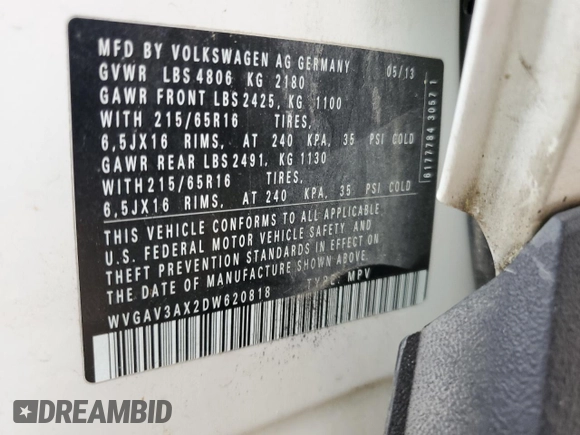 MFD BY VOLKSWAGEN AG GERMANY 05/13
GVWR LBS 4806 KG 2180
GAWR FRONT LBS 2425, KG 1100
WITH 215/65R16 TIRES,
6,5JX16 RIMS, AT 240 KPA, 35 PSI COLD
GAWR REAR LBS 2491, KG 1130
WITH 215/65R16 TIRES,
6,5JX16 RIMS, AT 240 KPA, 35 PSI COLD
THIS VEHICLE CONFORMS TO ALL APPLICABLE
U.S. FEDERAL MOTOR VEHICLE SAFETY AND
THEFT PREVENTION STANDARDS IN EFFECT ON
THE DATE OF MANUFACTURE SHOWN ABOVE.
WVGAV3AX2DW620818 TYPE: MPV
6177784 3057 1
DREAMBID